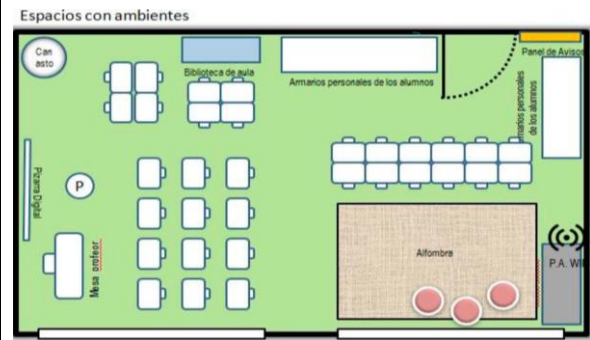 Espacios con ambientes
Can
asto
Biblioteca de aula
Armarios personales de los alumnos
Panel de Avisos
Armarios personales
de los alumnos
Pizarra Digital
P
Mesa profesor
Alfombra
P.A. WI